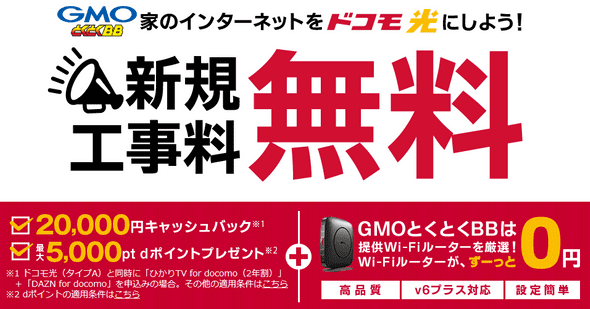 GMO とくとくBB 家のインターネットをドコモ光にしよう!
新規
工事料
無料
20,000円キャッシュバック※1
最大5,000pt dポイントプレゼント※2
※1 ドコモ光（タイプA）と同時に「ひかりTV for docomo（2年割）」
+「DAZN for docomo」を申込みの場合。その他の適用条件はこちら
※2 dポイントの適用条件はこちら
+
GMOとくとくBBは
提供Wi-Fiルーターを厳選!
Wi-Fiルーターが、ずーっと
0円
高品質
v6プラス対応
設定簡単